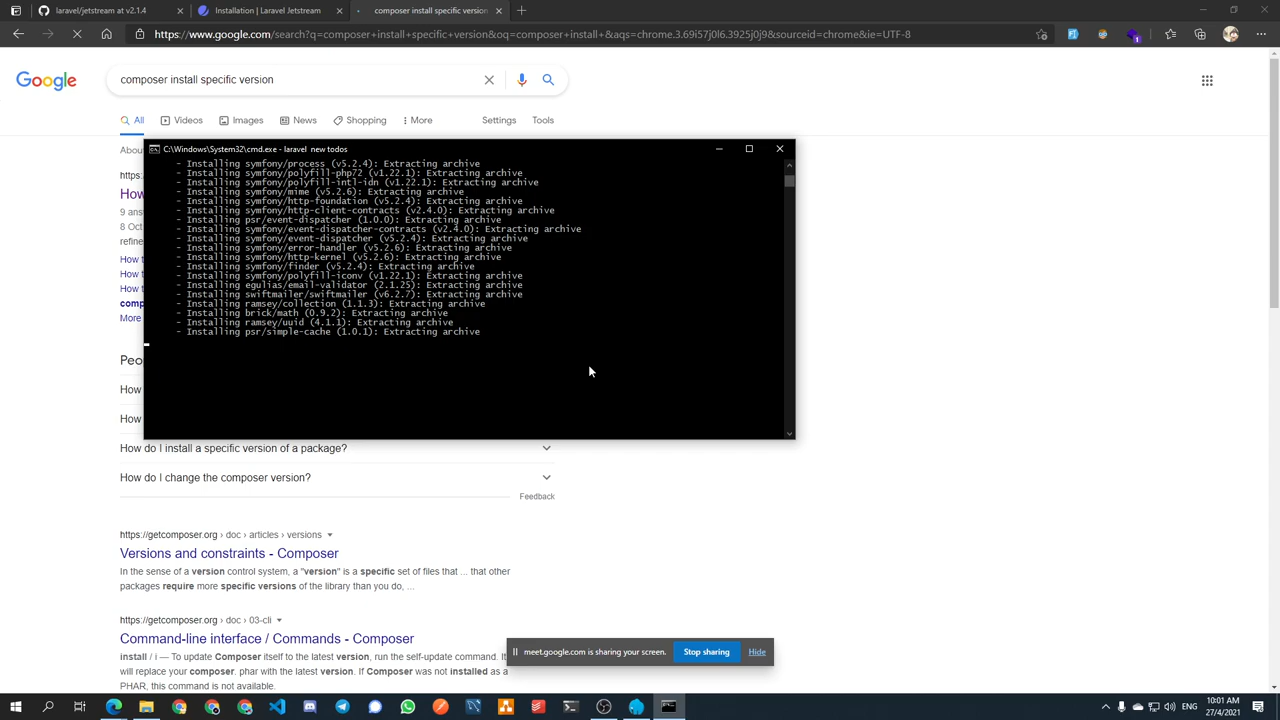 laravel/jetstream at v2.1.4
Installation | Laravel Jetstream
composer install specific version
https://www.google.com/search?q=composer+install+specific+version&oq=composer+install+&aqs=chrome.3.69i57j0l6.3925j0j9&sourceid=chrome&ie=UTF-8
Google
composer install specific version
All
Videos
Images
News
Shopping
More
Settings
Tools
Abou
https:
How
9 ans
8 Oct
refine
How t
How t
comp
More
C:\Windows\System32\cmd.exe - laravel new todos
- Installing symfony/process (v5.2.4): Extracting archive
- Installing symfony/polyfill-php72 (v1.22.1): Extracting archive
- Installing symfony/polyfill-intl-idn (v1.22.1): Extracting archive
- Installing symfony/mime (v5.2.6): Extracting archive
- Installing symfony/http-foundation (v5.2.4): Extracting archive
- Installing symfony/http-client-contracts (v2.4.0): Extracting archive
- Installing psr/event-dispatcher (1.0.0): Extracting archive
- Installing symfony/event-dispatcher-contracts (v2.4.0): Extracting archive
- Installing symfony/event-dispatcher (v5.2.4): Extracting archive
- Installing symfony/error-handler (v5.2.6): Extracting archive
- Installing symfony/http-kernel (v5.2.6): Extracting archive
- Installing symfony/finder (v5.2.4): Extracting archive
- Installing symfony/polyfill-iconv (v1.22.1): Extracting archive
- Installing egulias/email-validator (2.1.25): Extracting archive
- Installing swiftmailer/swiftmailer (v6.2.7): Extracting archive
- Installing ramsey/collection (1.1.3): Extracting archive
- Installing brick/math (0.9.2): Extracting archive
- Installing ramsey/uuid (4.1.1): Extracting archive
- Installing psr/simple-cache (1.0.1): Extracting archive
Peo
How
How
How do I install a specific version of a package?
How do I change the composer version?
Feedback
https://getcomposer.org › doc › articles › versions
Versions and constraints - Composer
In the sense of a version control system, a "version" is a specific set of files that ... that other
packages require more specific versions of the library than you do, ...
https://getcomposer.org › doc › 03-cli
Command-line interface / Commands - Composer
install / i — To update Composer itself to the latest version, run the self-update command. It
will replace your composer. phar with the latest version. If Composer was not installed as a
PHAR, this command is not available.
meet.google.com is sharing your screen.
Stop sharing
Hide
ENG
10:01 AM
27/4/2021